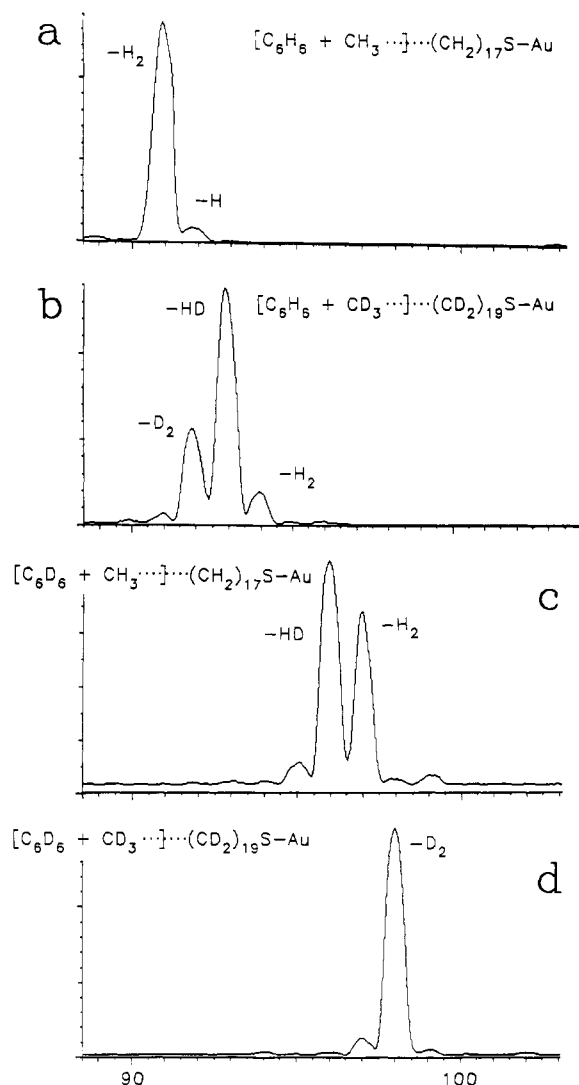 a
[C₆H₆ + CH₃ ⋯]⋯(CH₂)₁₇S−Au
−H₂
−H
b
[C₆H₆ + CD₃ ⋯]⋯(CD₂)₁₉S−Au
−HD
−D₂
−H₂
[C₆D₆ + CH₃ ⋯]⋯(CH₂)₁₇S−Au
c
−HD
−H₂
[C₆D₆ + CD₃ ⋯]⋯(CD₂)₁₉S−Au
−D₂
d
90 100